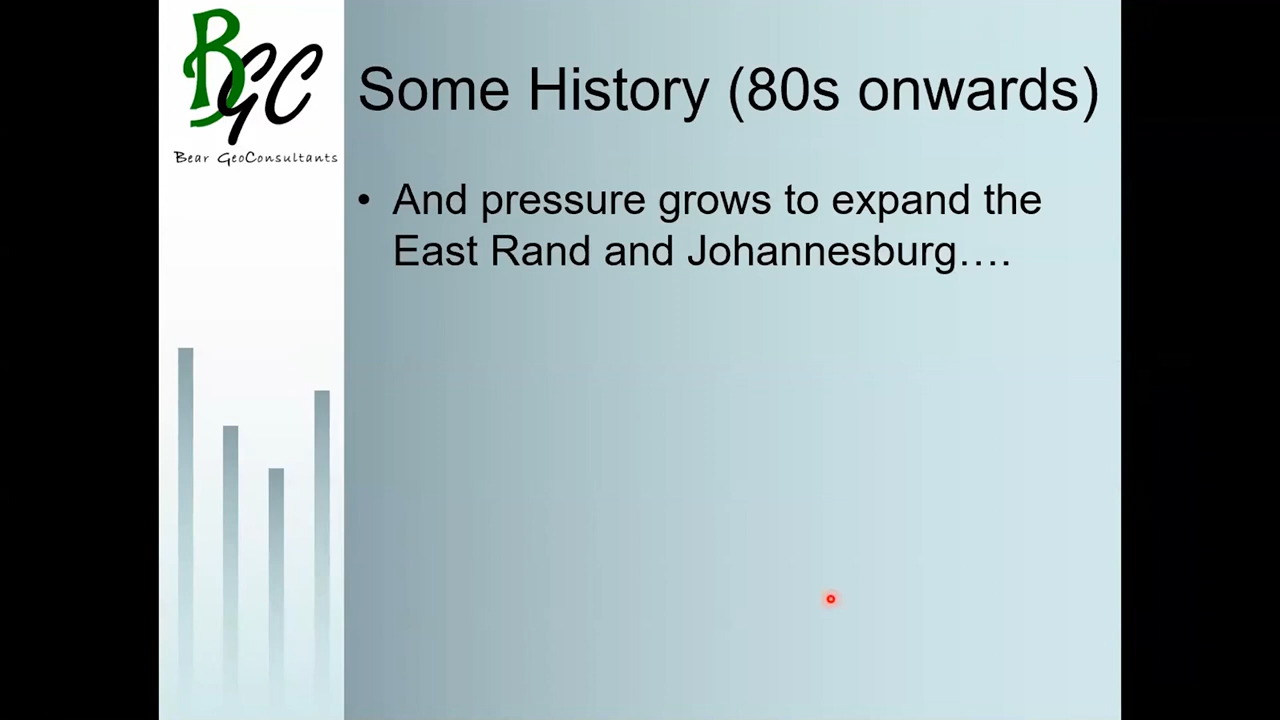 BGC
Bear GeoConsultants
Some History (80s onwards)
• And pressure grows to expand the
East Rand and Johannesburg….